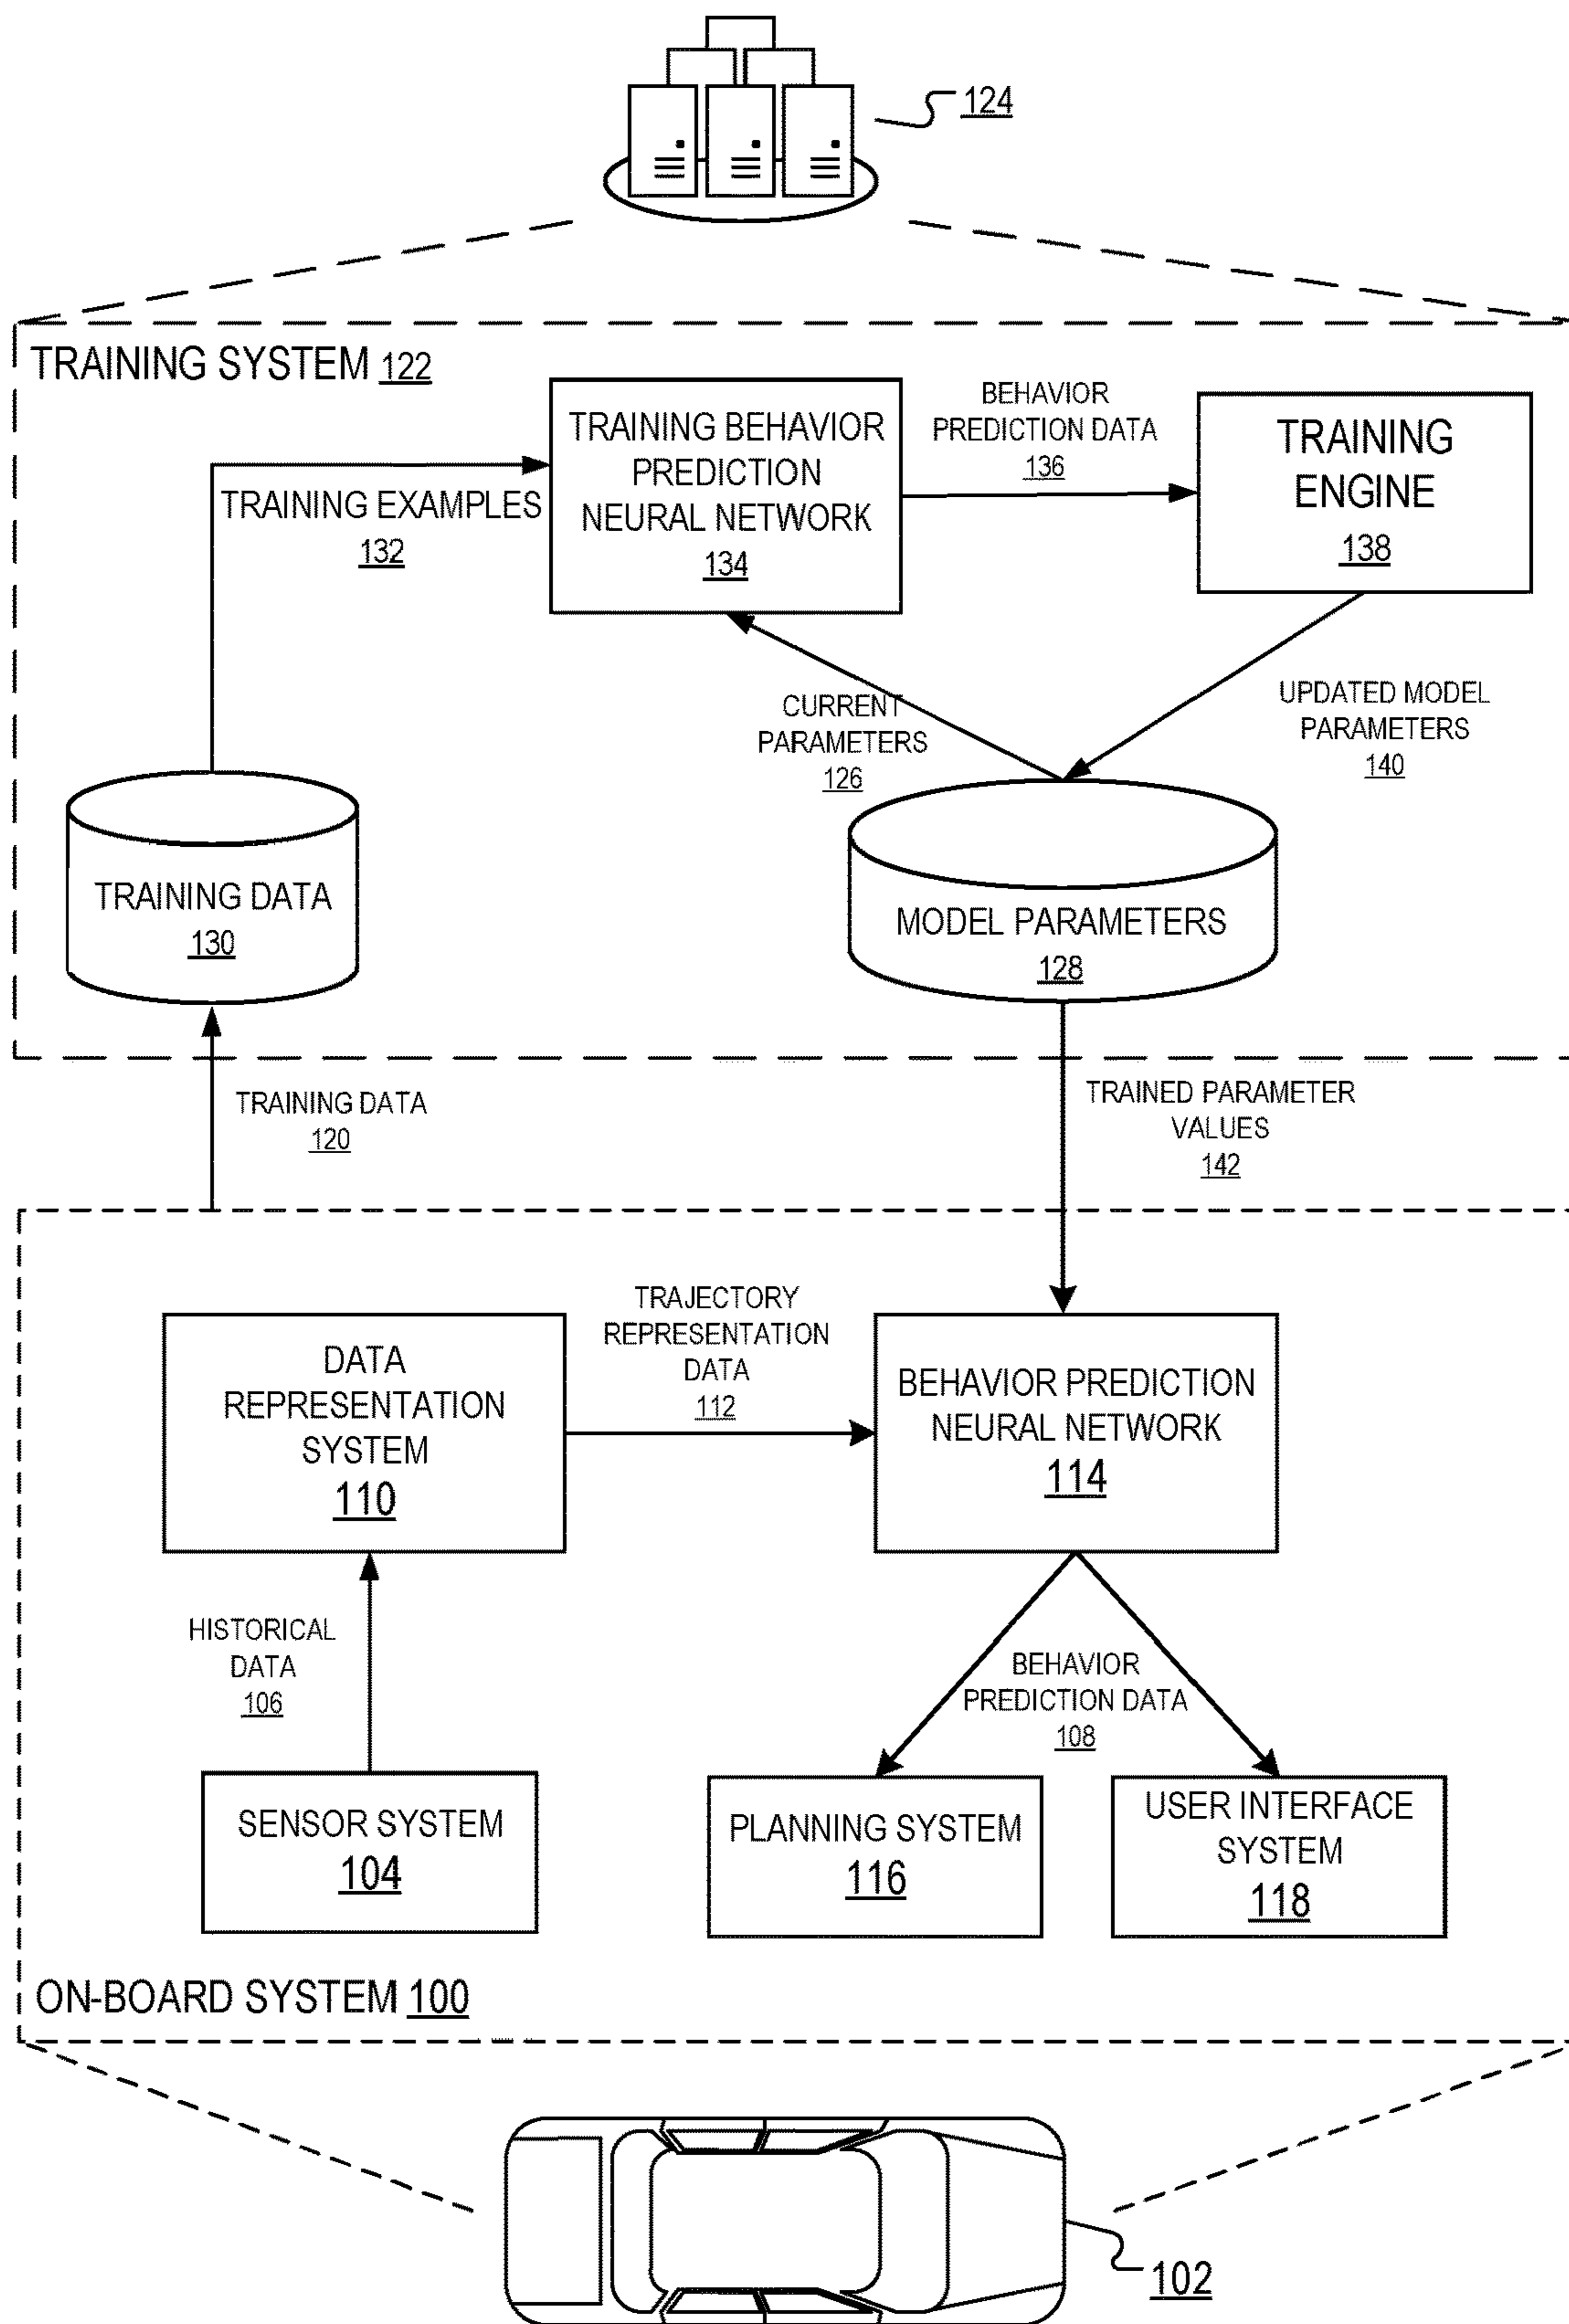 124
TRAINING SYSTEM 122
TRAINING BEHAVIOR
PREDICTION
NEURAL NETWORK
134
BEHAVIOR
PREDICTION DATA
136
TRAINING
ENGINE
138
TRAINING EXAMPLES
132
CURRENT
PARAMETERS
126
UPDATED MODEL
PARAMETERS
140
TRAINING DATA
130
MODEL PARAMETERS
128
TRAINING DATA
120
TRAINED PARAMETER
VALUES
142
DATA
REPRESENTATION
SYSTEM
110
TRAJECTORY
REPRESENTATION
DATA
112
BEHAVIOR PREDICTION
NEURAL NETWORK
114
HISTORICAL
DATA
106
BEHAVIOR
PREDICTION DATA
108
SENSOR SYSTEM
104
PLANNING SYSTEM
116
USER INTERFACE
SYSTEM
118
ON-BOARD SYSTEM 100
102